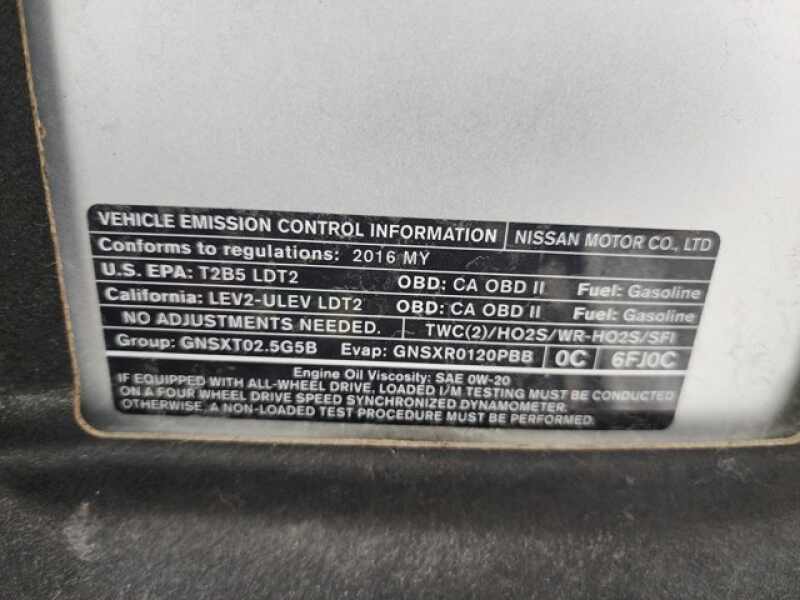 VEHICLE EMISSION CONTROL INFORMATION NISSAN MOTOR CO., LTD
Conforms to regulations: 2016 MY
U.S. EPA: T2B5 LDT2 OBD: CA OBD II Fuel: Gasoline
California: LEV2-ULEV LDT2 OBD: CA OBD II Fuel: Gasoline
NO ADJUSTMENTS NEEDED. TWC(2)/HO2S/WR-HO2S/SFI
Group: GNSXT02.5G5B Evap: GNSXR0120PBB 0C 6FJ0C
Engine Oil Viscosity: SAE 0W-20
IF EQUIPPED WITH ALL-WHEEL DRIVE, LOADED I/M TESTING MUST BE CONDUCTED
ON A FOUR WHEEL DRIVE SPEED SYNCHRONIZED DYNAMOMETER.
OTHERWISE, A NON-LOADED TEST PROCEDURE MUST BE PERFORMED.